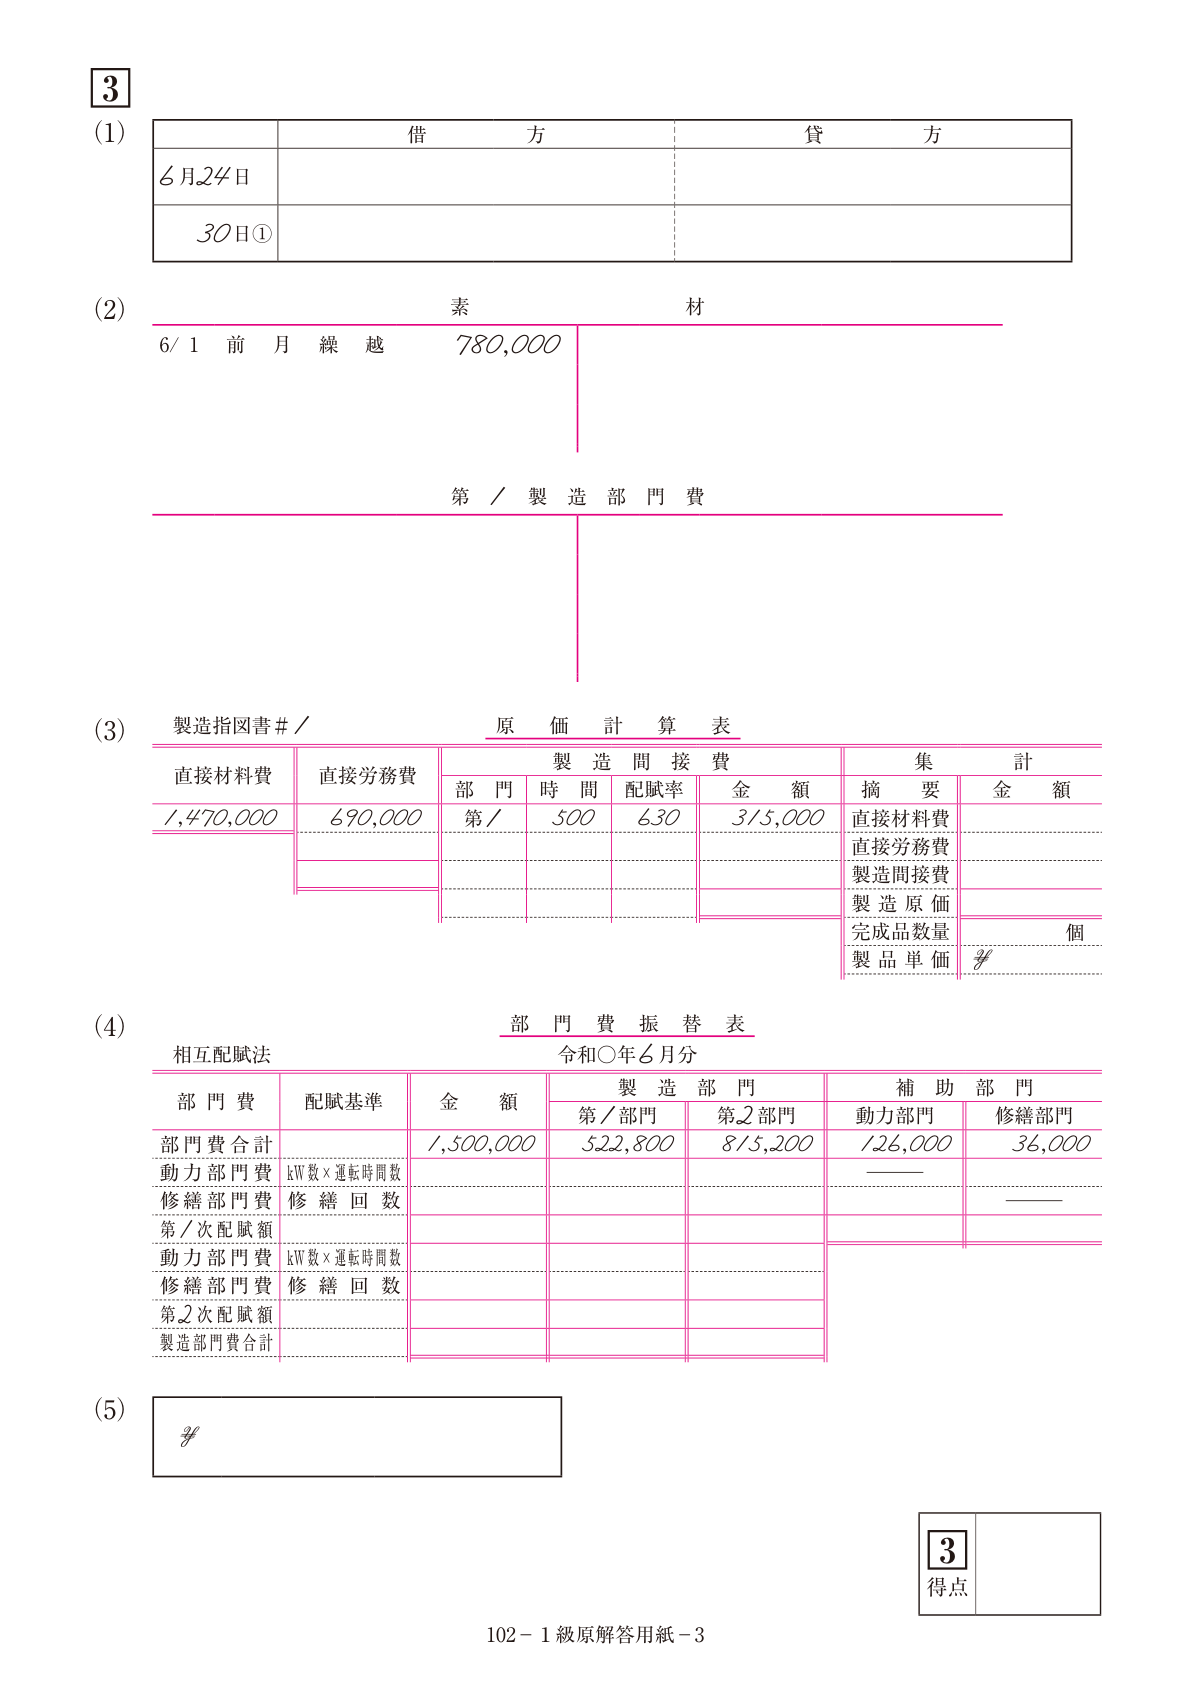 3
(1)
借方 貸方
6月24日
30日①
(2) 素材
6/ 1 前月繰越 780,000
第1製造部門費
(3) 製造指図書#1 原価計算表
直接材料費 直接労務費 製造間接費 集計
部門 時間 配賦率 金額 摘要 金額
1,470,000 690,000 第1 500 630 315,000 直接材料費
直接労務費
製造間接費
製造原価
完成品数量 個
製品単価 ¥
(4) 部門費振替表
相互配賦法 令和○年6月分
部門費 配賦基準 金額 製造部門 補助部門
第1部門 第2部門 動力部門 修繕部門
部門費合計 1,500,000 522,800 815,200 126,000 36,000
動力部門費 kW数×運転時間数 ――
修繕部門費 修繕回数 ――
第1次配賦額
動力部門費 kW数×運転時間数
修繕部門費 修繕回数
第2次配賦額
製造部門費合計
(5) ¥
3
得点
102−1級原解答用紙−3